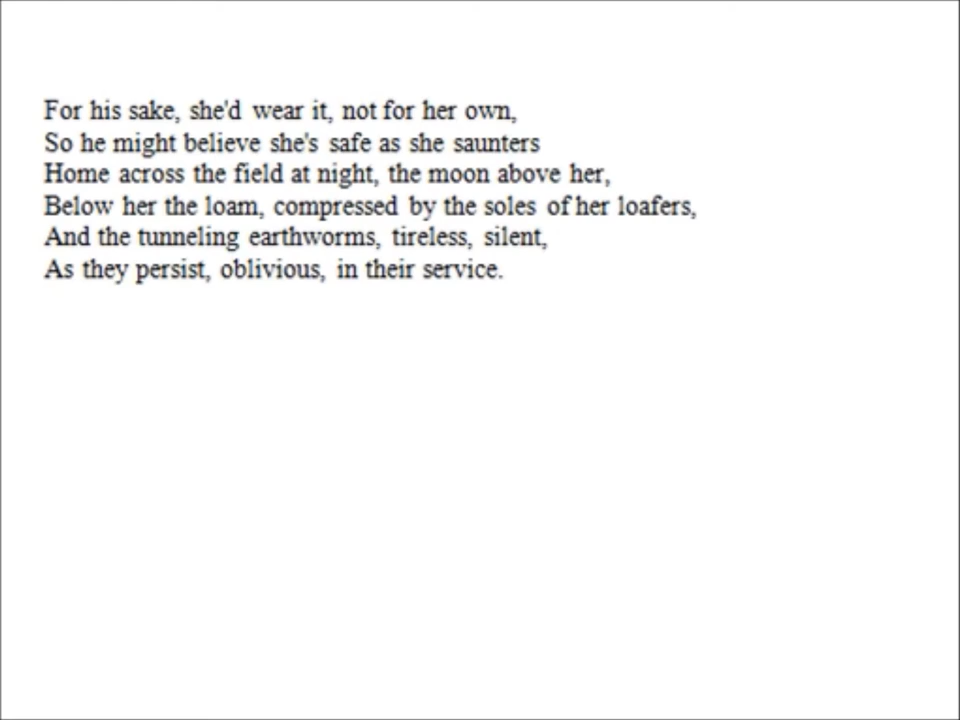 For his sake, she'd wear it, not for her own,
So he might believe she's safe as she saunters
Home across the field at night, the moon above her,
Below her the loam, compressed by the soles of her loafers,
And the tunneling earthworms, tireless, silent,
As they persist, oblivious, in their service.